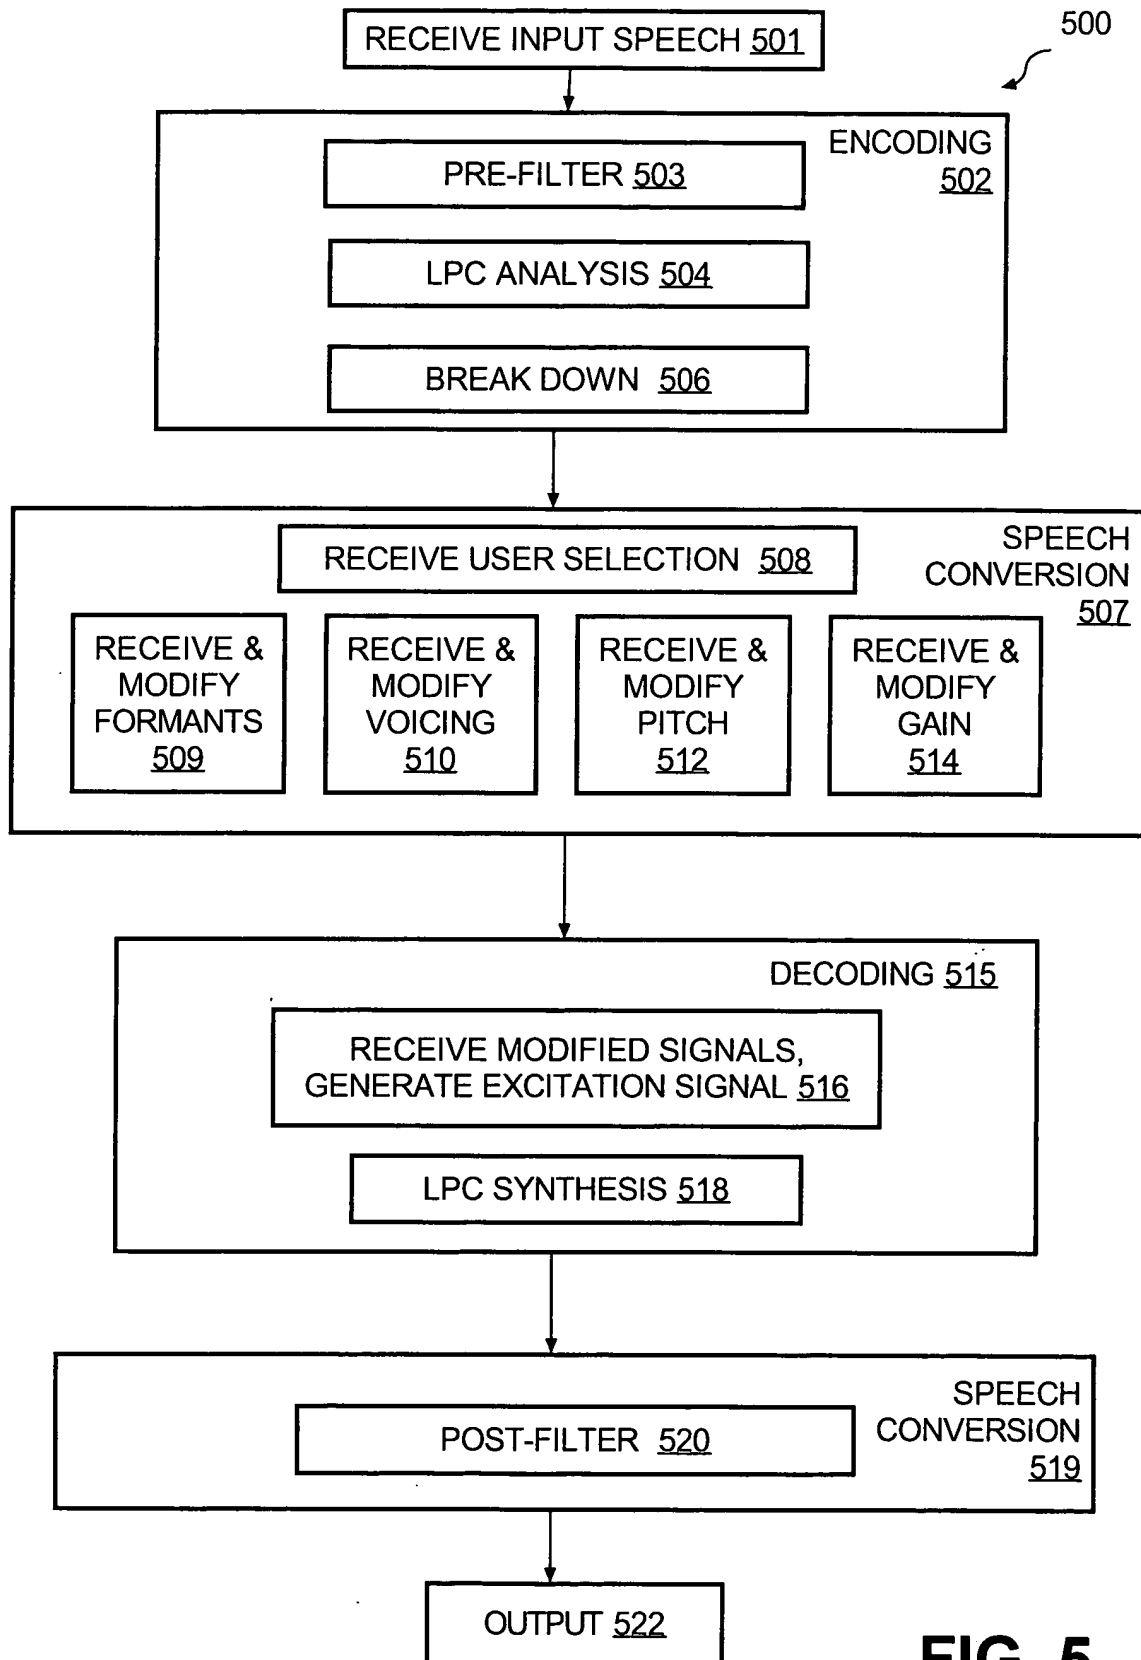 500
RECEIVE INPUT SPEECH 501
ENCODING
502
PRE-FILTER 503
LPC ANALYSIS 504
BREAK DOWN 506
SPEECH
CONVERSION
507
RECEIVE USER SELECTION 508
RECEIVE &
MODIFY
FORMANTS
509
RECEIVE &
MODIFY
VOICING
510
RECEIVE &
MODIFY
PITCH
512
RECEIVE &
MODIFY
GAIN
514
DECODING 515
RECEIVE MODIFIED SIGNALS,
GENERATE EXCITATION SIGNAL 516
LPC SYNTHESIS 518
SPEECH
CONVERSION
519
POST-FILTER 520
OUTPUT 522
FIG. 5